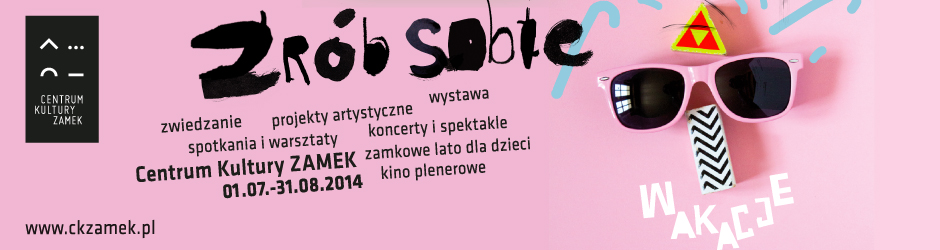 CENTRUM
KULTURY
ZAMEK
zrób sobie
WAKACJE
zwiedzanie
projekty artystyczne
wystawa
spotkania i warsztaty
koncerty i spektakle
Centrum Kultury ZAMEK
zamkowe lato dla dzieci
01.07.-31.08.2014
kino plenerowe
www.ckzamek.pl